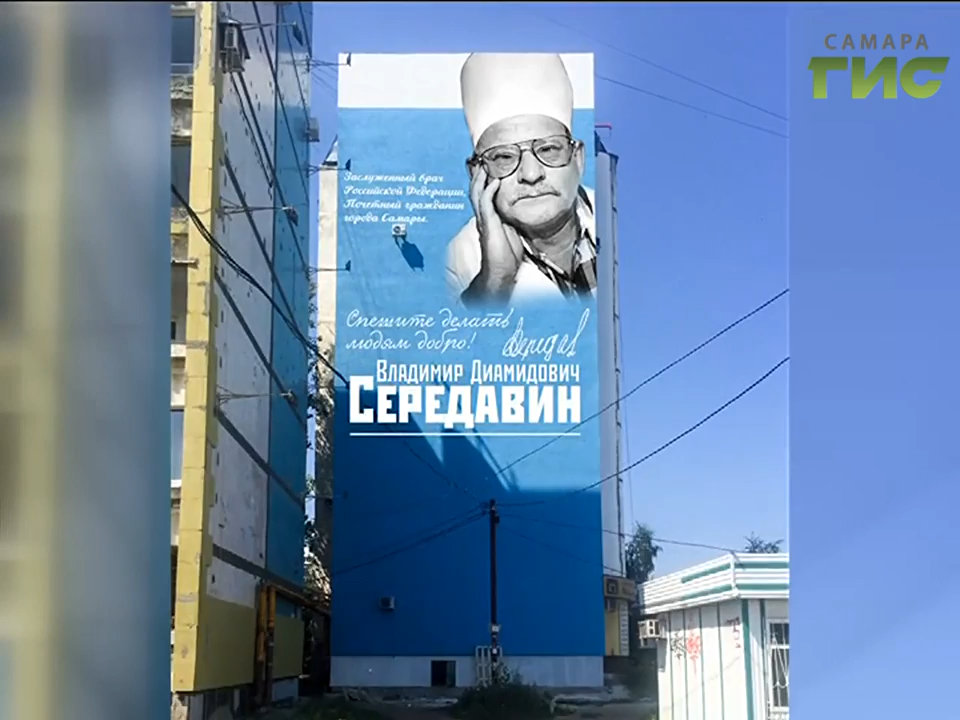 САМАРА
ГИС
Заслуженный врач
Российской Федерации,
Почетный гражданин
города Самары.
Спешите делать
людям добро!
Владимир Диамидович
Середавин